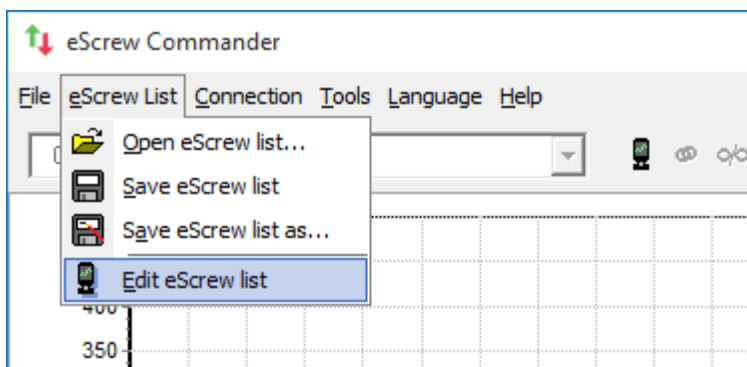 eScrew Commander
File eScrew List Connection Tools Language Help
Open eScrew list...
Save eScrew list
Save eScrew list as...
Edit eScrew list
400
350